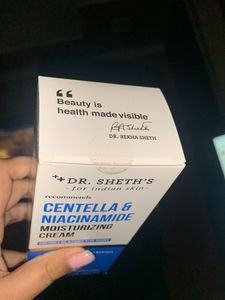 “
Beauty is
health made visible
DR. REKHA SHETH
DR. SHETH'S
-for indian skin-
recommends
CENTELLA &
NIACINAMIDE
MOISTURIZING
CREAM